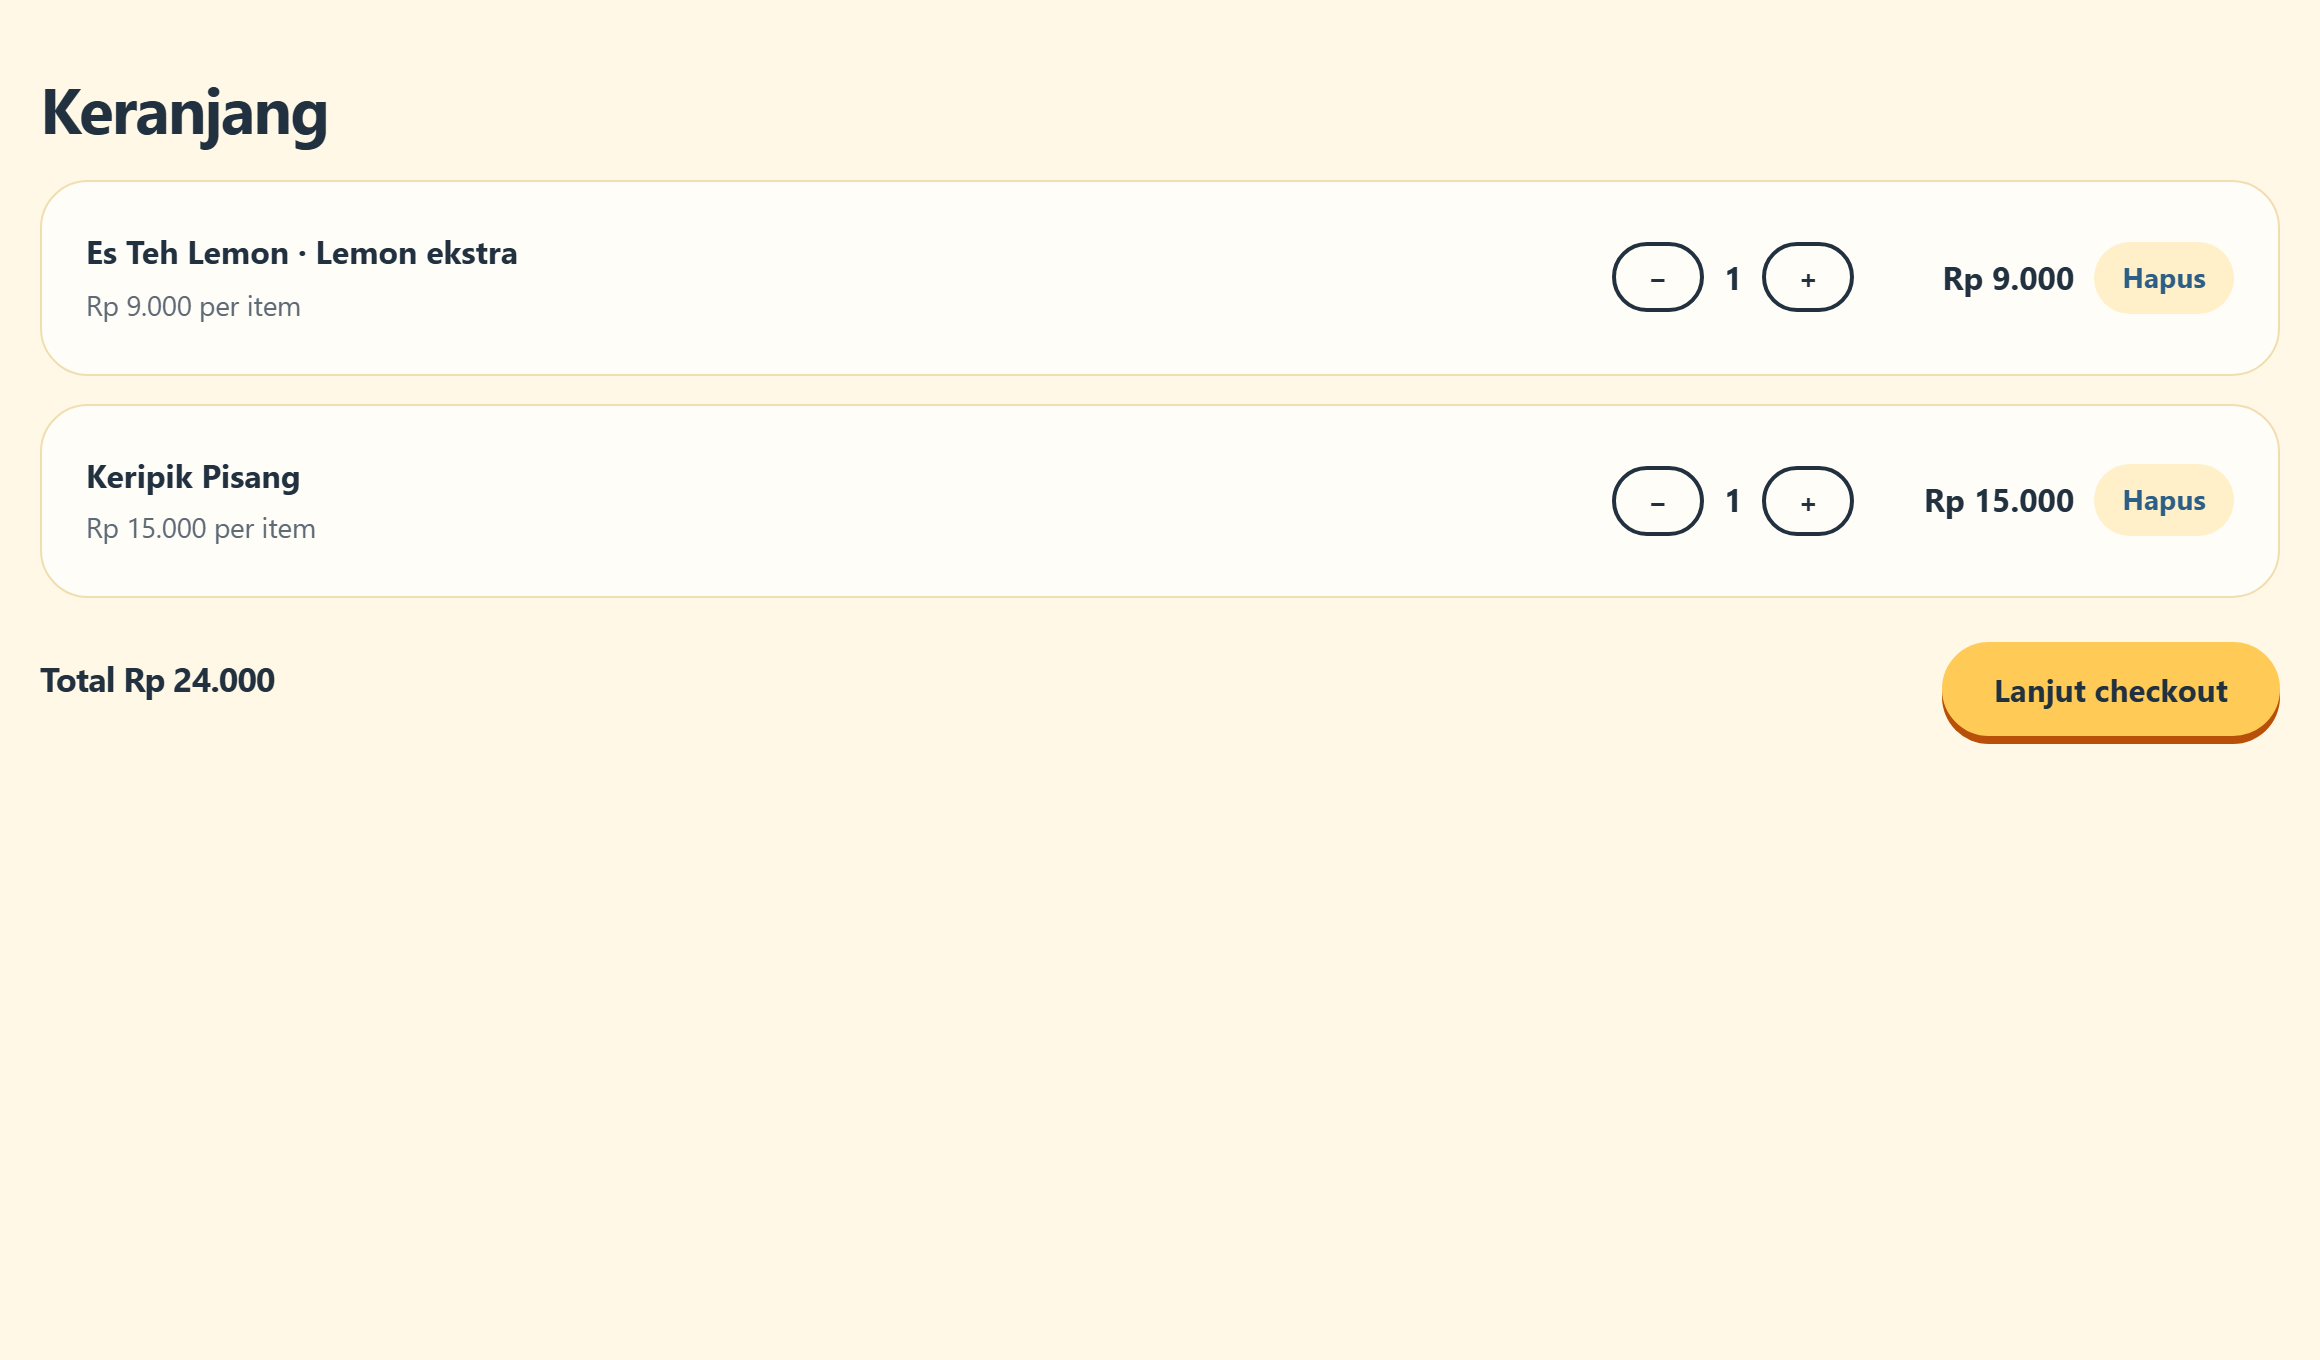 Keranjang
Es Teh Lemon · Lemon ekstra
Rp 9.000 per item
− 1 + Rp 9.000 Hapus
Keripik Pisang
Rp 15.000 per item
− 1 + Rp 15.000 Hapus
Total Rp 24.000
Lanjut checkout